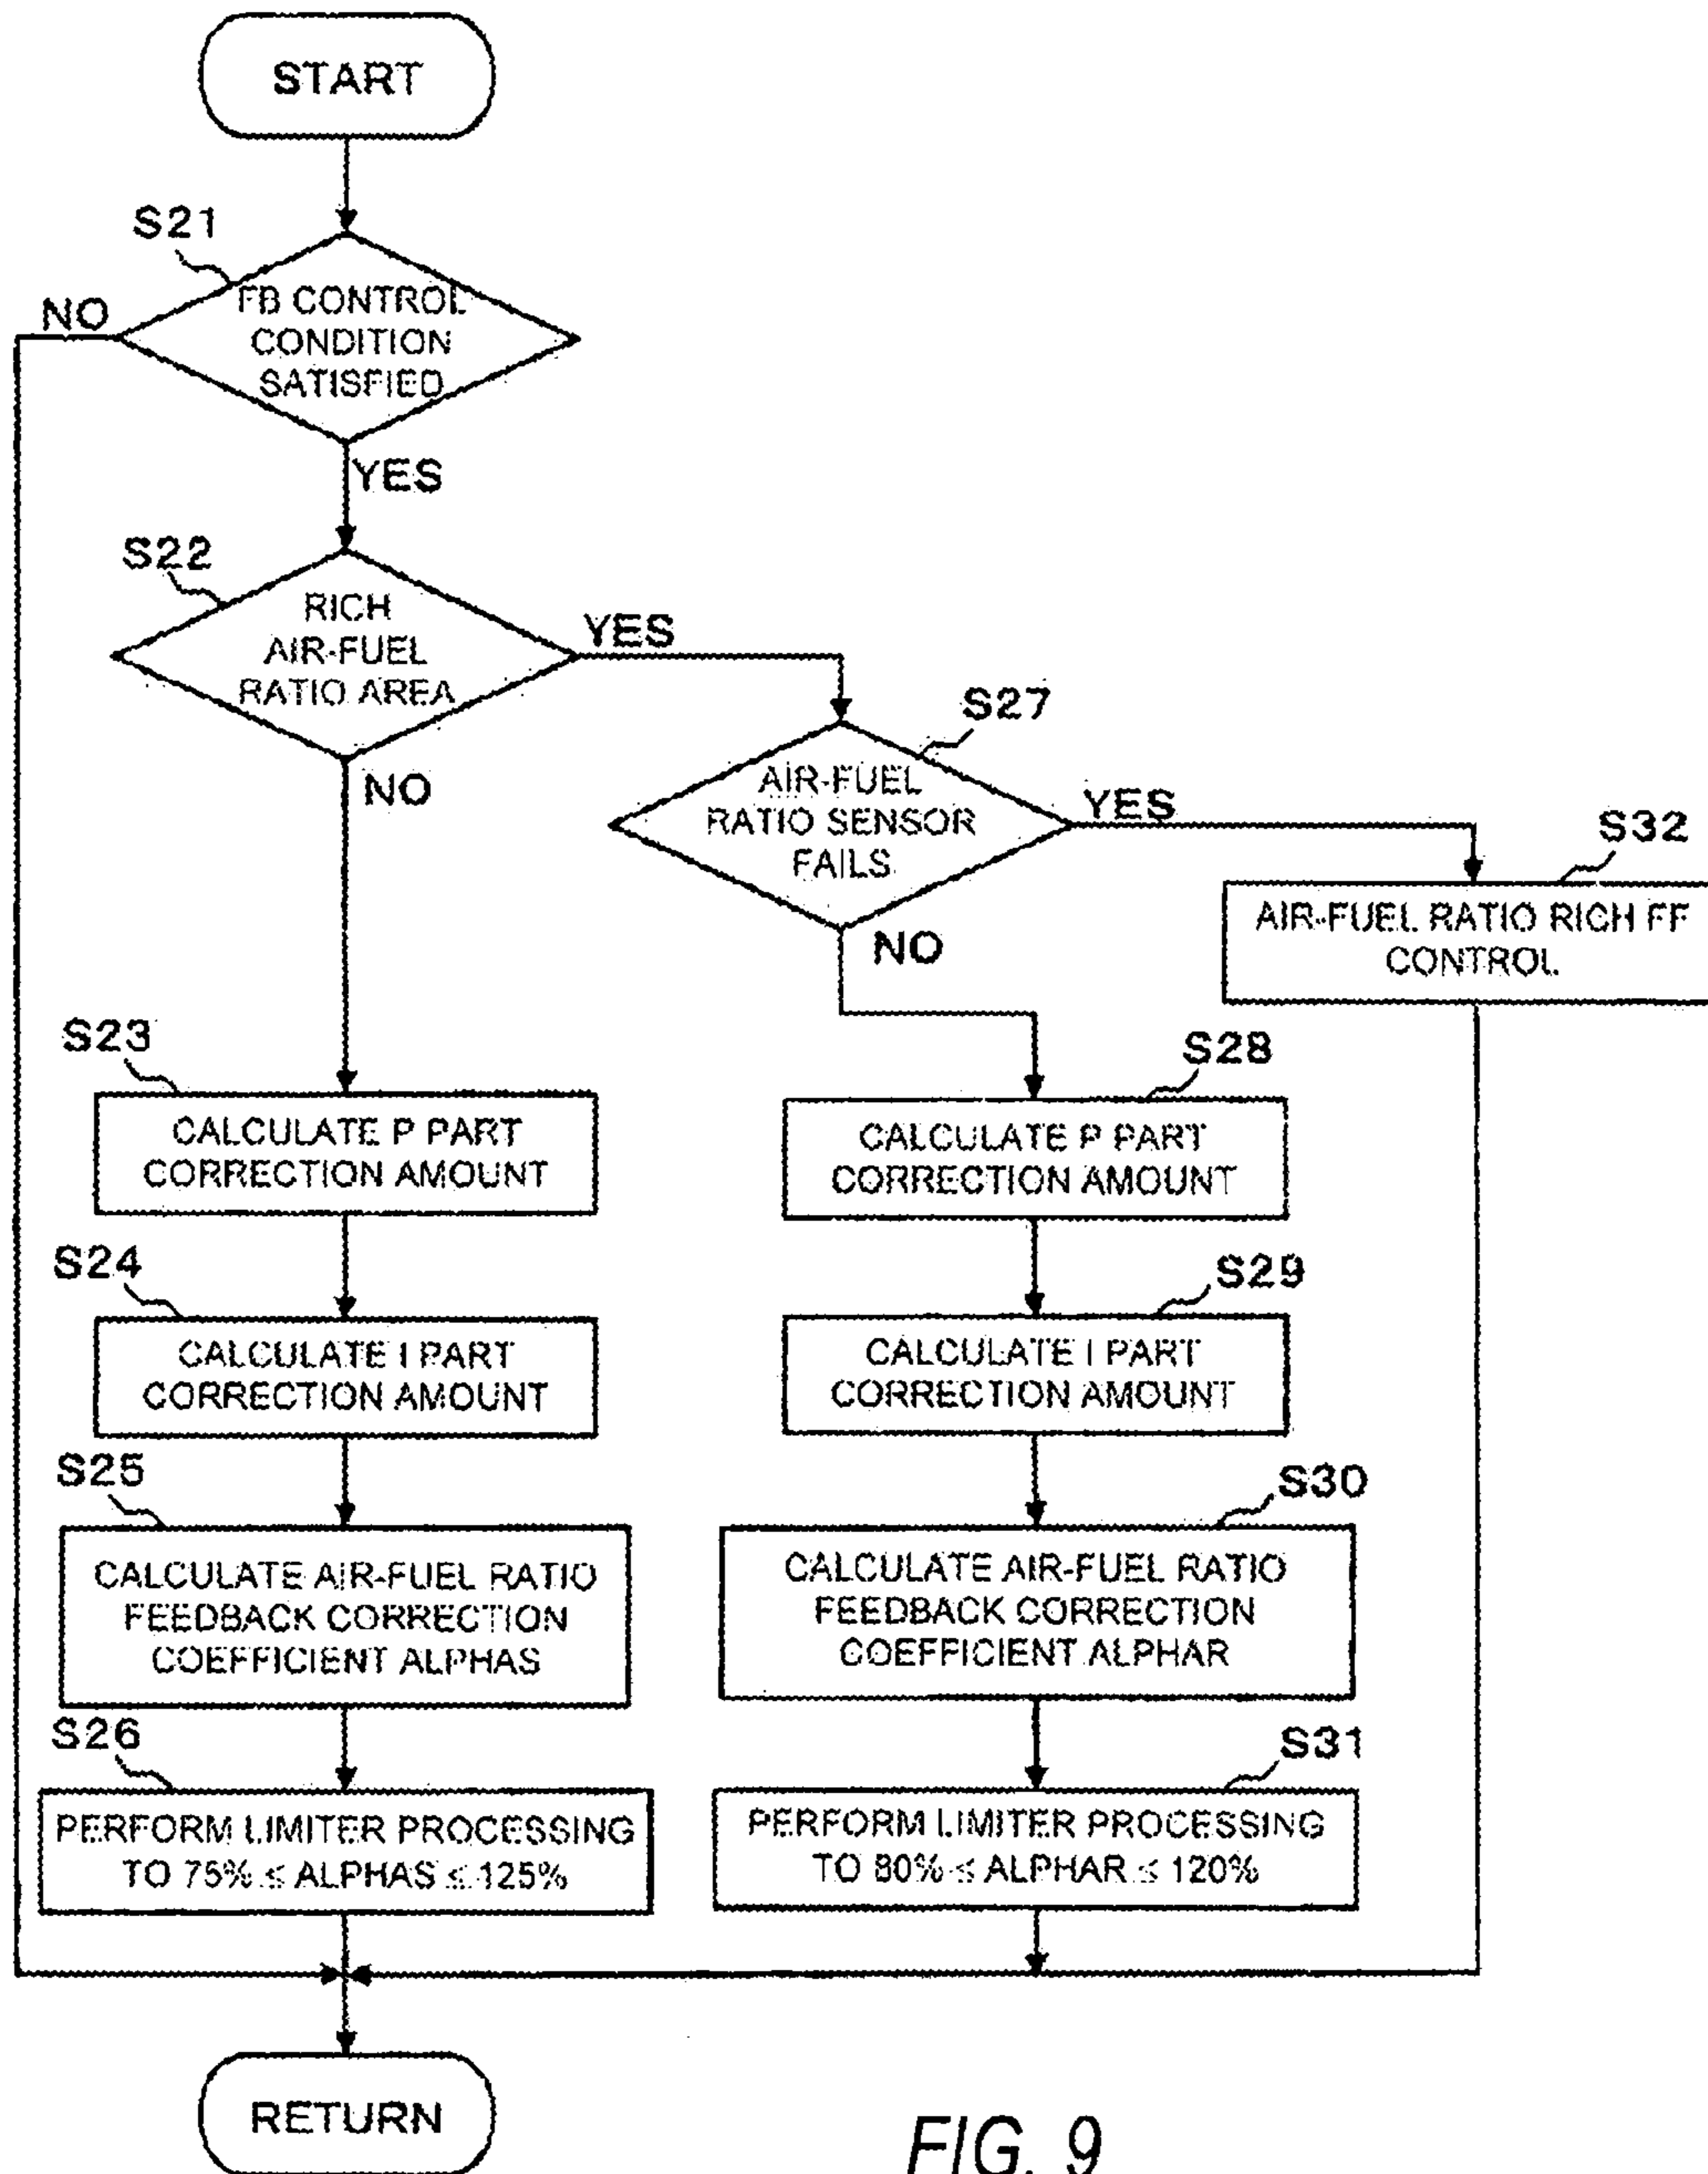 START
S21
NO
FB CONTROL
CONDITION
SATISFIED
YES
S22
RICH
AIR-FUEL
RATIO AREA
YES
NO
S27
AIR-FUEL
RATIO SENSOR
FAILS
YES
NO
S32
AIR-FUEL RATIO RICH FF
CONTROL
S23
CALCULATE P PART
CORRECTION AMOUNT
S28
CALCULATE P PART
CORRECTION AMOUNT
S24
CALCULATE I PART
CORRECTION AMOUNT
S29
CALCULATE I PART
CORRECTION AMOUNT
S25
CALCULATE AIR-FUEL RATIO
FEEDBACK CORRECTION
COEFFICIENT ALPHAS
S30
CALCULATE AIR-FUEL RATIO
FEEDBACK CORRECTION
COEFFICIENT ALPHAR
S26
PERFORM LIMITER PROCESSING
TO 75% ≤ ALPHAS ≤ 125%
S31
PERFORM LIMITER PROCESSING
TO 80% ≤ ALPHAR ≤ 120%
RETURN
FIG. 9